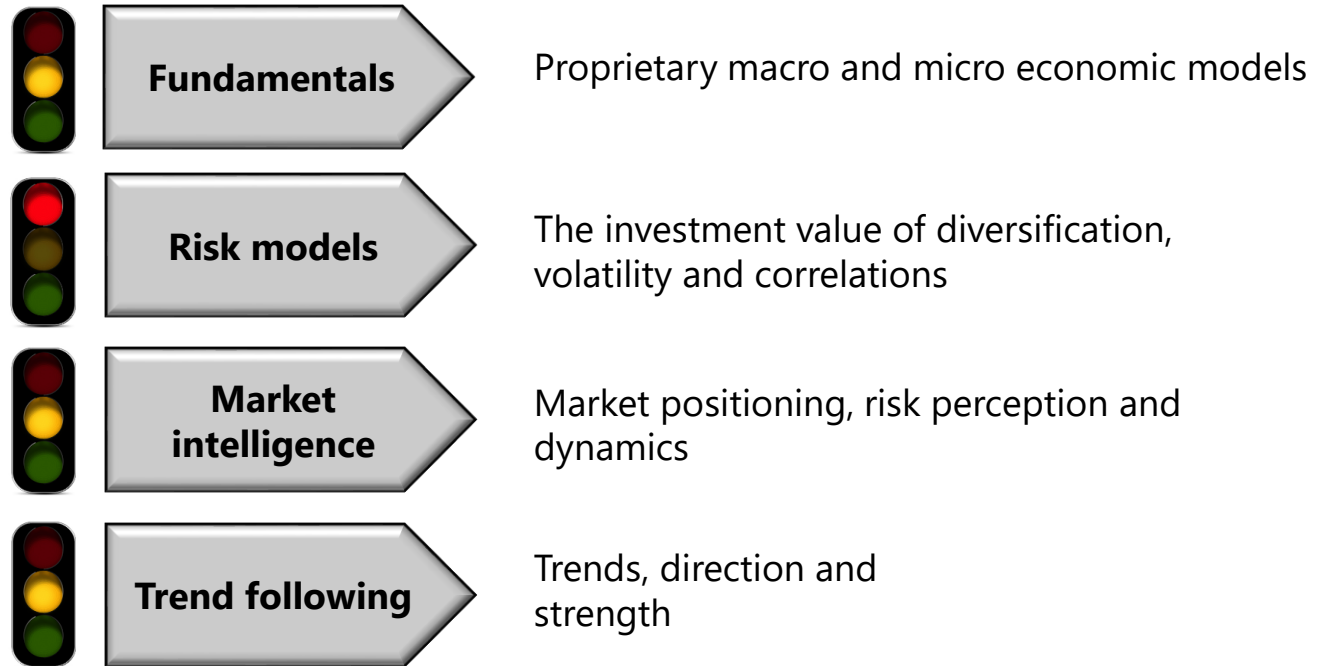 Fundamentals
Proprietary macro and micro economic models
Risk models
The investment value of diversification,
volatility and correlations
Market
intelligence
Market positioning, risk perception and
dynamics
Trend following
Trends, direction and
strength